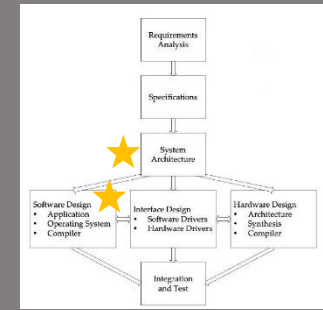 Requirements
Analysis
Specifications
System
Architecture
Software Design
• Application
• Operating System
• Compiler
Interface Design
• Software Drivers
• Hardware Drivers
Hardware Design
• Architecture
• Synthesis
• Compiler
Integration
and Test